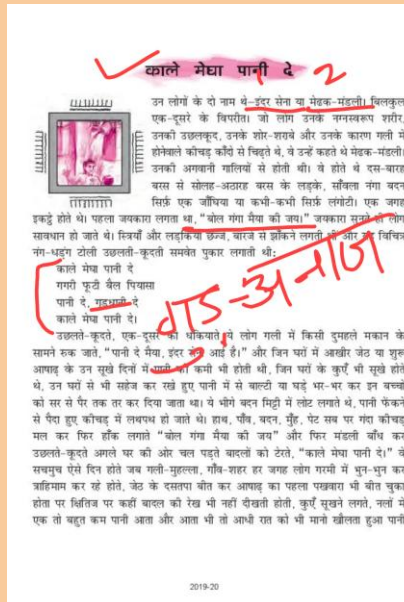 काले मेघा पानी दे
1 2
उन लोगों के दो नाम थे–इंदर सेना या मेढक-मंडली। बिलकुल
एक-दूसरे के विपरीत। जो लोग उनके नग्नस्वरूप शरीर,
उनकी उछलकूद, उनके शोर-शराबे और उनके कारण गली में
होनेवाले कीचड़ काँदो से चिढ़ते थे, वे उन्हें कहते थे मेढक-मंडली।
उनकी अगवानी गालियों से होती थी। वे होते थे दस-बारह
बरस से सोलह-अठारह बरस के लड़के, साँवला नंगा बदन
सिर्फ़ एक जाँघिया या कभी-कभी सिर्फ़ लंगोटी। एक जगह
इकट्ठे होते थे। पहला जयकारा लगता था, “बोल गंगा मैया की जय।” जयकारा सुनते ही लोग
सावधान हो जाते थे। स्त्रियाँ और लड़कियाँ छज्जे, बारजे से झाँकने लगती थीं और यह विचित्र
नंग-धड़ंग टोली उछलती-कूदती समवेत पुकार लगाती थी:
काले मेघा पानी दे
गगरी फूटी बैल पियासा
पानी दे, गुड़धानी दे
काले मेघा पानी दे।
गुड़-अनाज
उछलते-कूदते, एक-दूसरे को धकियाते ये लोग गली में किसी दुमहले मकान के
सामने रुक जाते, “पानी दे मैया, इंदर सेना आई है।” और जिन घरों में आखीर जेठ या शुरू
आषाढ़ के उन सूखे दिनों में पानी की कमी भी होती थी, जिन घरों के कुएँ भी सूखे होते
थे, उन घरों से भी सहेज कर रखे हुए पानी में से बाल्टी या घड़े भर-भर कर इन बच्चों
को सर से पैर तक तर कर दिया जाता था। ये भीगे बदन मिट्टी में लोट लगाते थे, पानी फेंकने
से पैदा हुए कीचड़ में लथपथ हो जाते थे। हाथ, पाँव, बदन, मुँह, पेट सब पर गंदा कीचड़
मल कर फिर हाँक लगाते “बोल गंगा मैया की जय” और फिर मंडली बाँध कर
उछलते-कूदते अगले घर की ओर चल पड़ते बादलों को टेरते, “काले मेघा पानी दे।” वे
सचमुच ऐसे दिन होते जब गली-मुहल्ला, गाँव-शहर हर जगह लोग गरमी में भुन-भुन कर
त्राहिमाम कर रहे होते, जेठ के दसतपा बीत कर आषाढ़ का पहला पखवारा भी बीत चुका
होता पर क्षितिज पर कहीं बादल की रेख भी नहीं दीखती होती, कुएँ सूखने लगते, नलों में
एक तो बहुत कम पानी आता और आता भी तो आधी रात को भी मानो खौलता हुआ पानी
2019-20